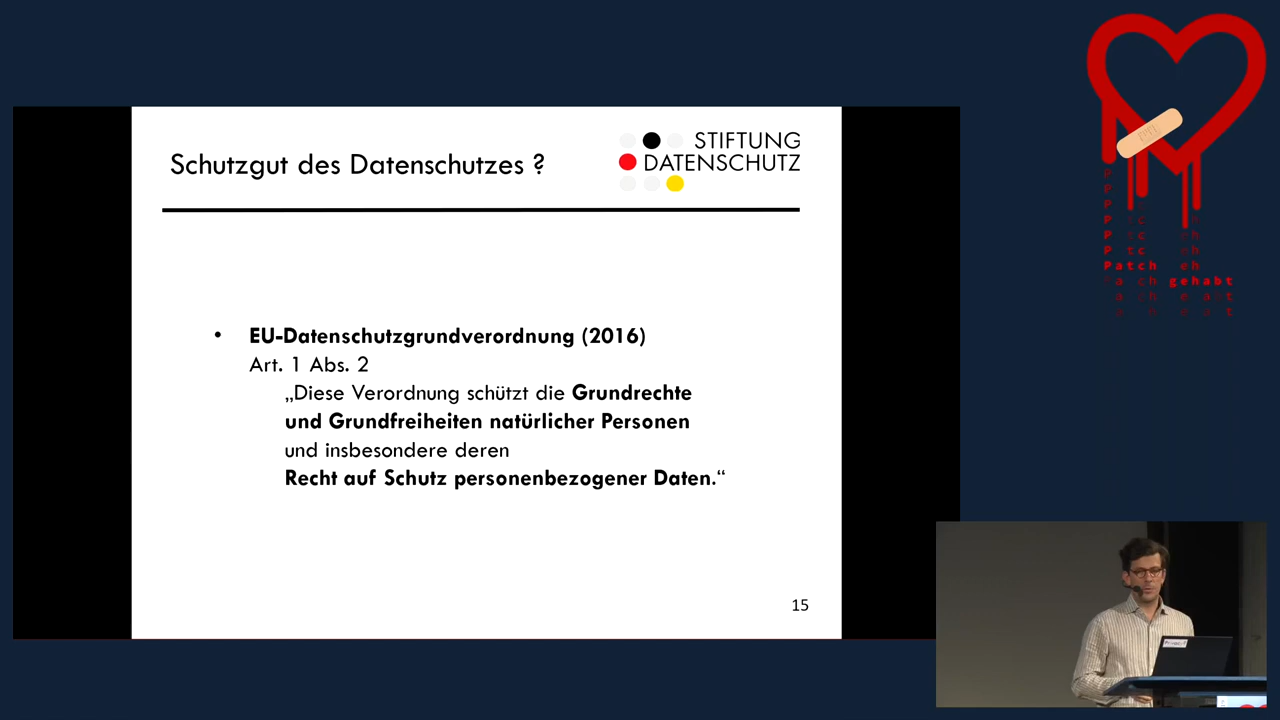 Schutzgut des Datenschutzes ?
STIFTUNG
DATENSCHUTZ
• EU-Datenschutzgrundverordnung (2016)
Art. 1 Abs. 2
„Diese Verordnung schützt die Grundrechte
und Grundfreiheiten natürlicher Personen
und insbesondere deren
Recht auf Schutz personenbezogener Daten.“
15
Patch eh
gehabt